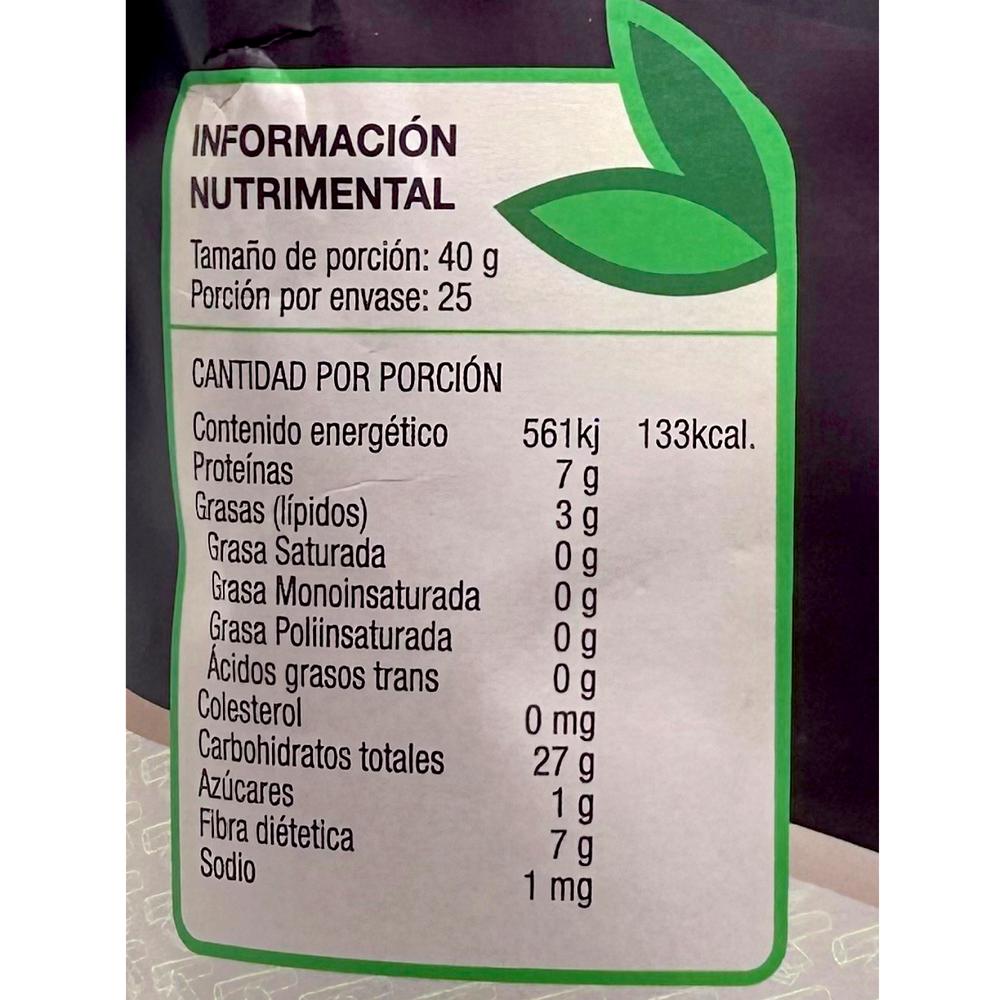 INFORMACIÓN
NUTRIMENTAL
Tamaño de porción: 40 g
Porción por envase: 25
CANTIDAD POR PORCIÓN
Contenido energético 561kj 133kcal.
Proteínas 7 g
Grasas (lípidos) 3 g
Grasa Saturada 0 g
Grasa Monoinsaturada 0 g
Grasa Poliinsaturada 0 g
Ácidos grasos trans 0 g
Colesterol 0 mg
Carbohidratos totales 27 g
Azúcares 1 g
Fibra diétetica 7 g
Sodio 1 mg